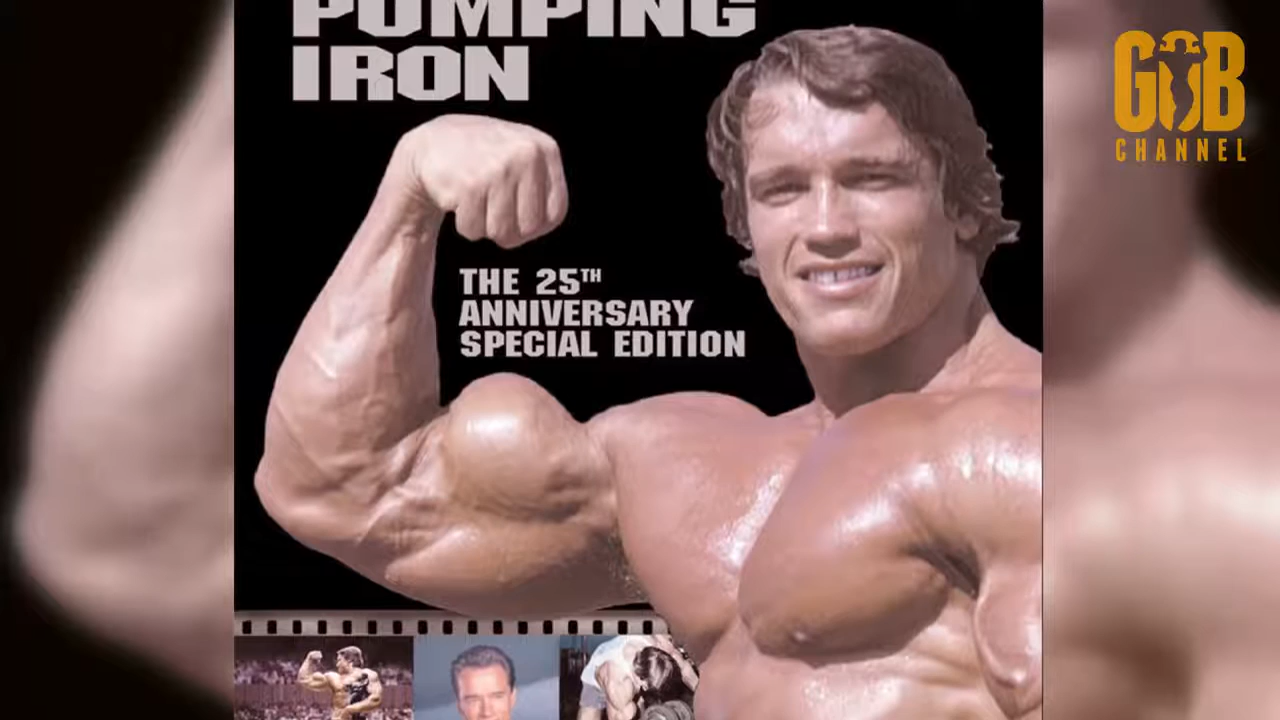 PUMPING
IRON
THE 25TH
ANNIVERSARY
SPECIAL EDITION
GOB
CHANNEL